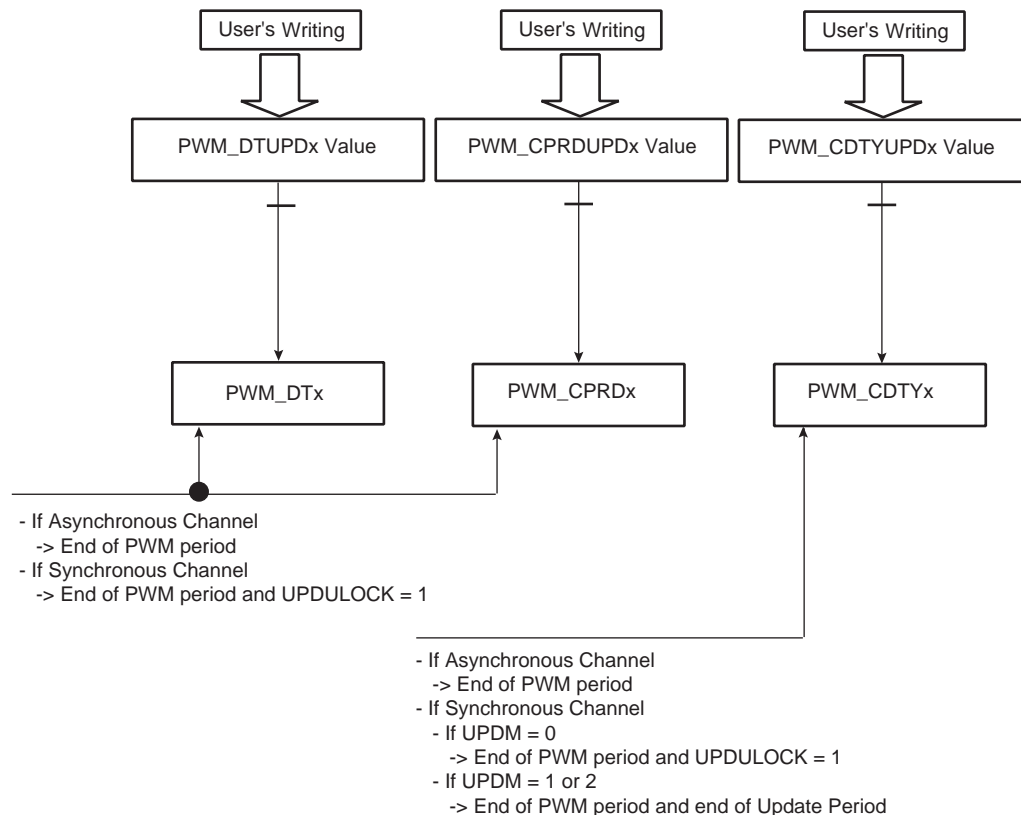 User's Writing
User's Writing
User's Writing
PWM_DTUPDx Value
PWM_CPRDUPDx Value
PWM_CDTYUPDx Value
PWM_DTx
PWM_CPRDx
PWM_CDTYx
- If Asynchronous Channel
-> End of PWM period
- If Synchronous Channel
-> End of PWM period and UPDULOCK = 1
- If Asynchronous Channel
-> End of PWM period
- If Synchronous Channel
- If UPDM = 0
-> End of PWM period and UPDULOCK = 1
- If UPDM = 1 or 2
-> End of PWM period and end of Update Period